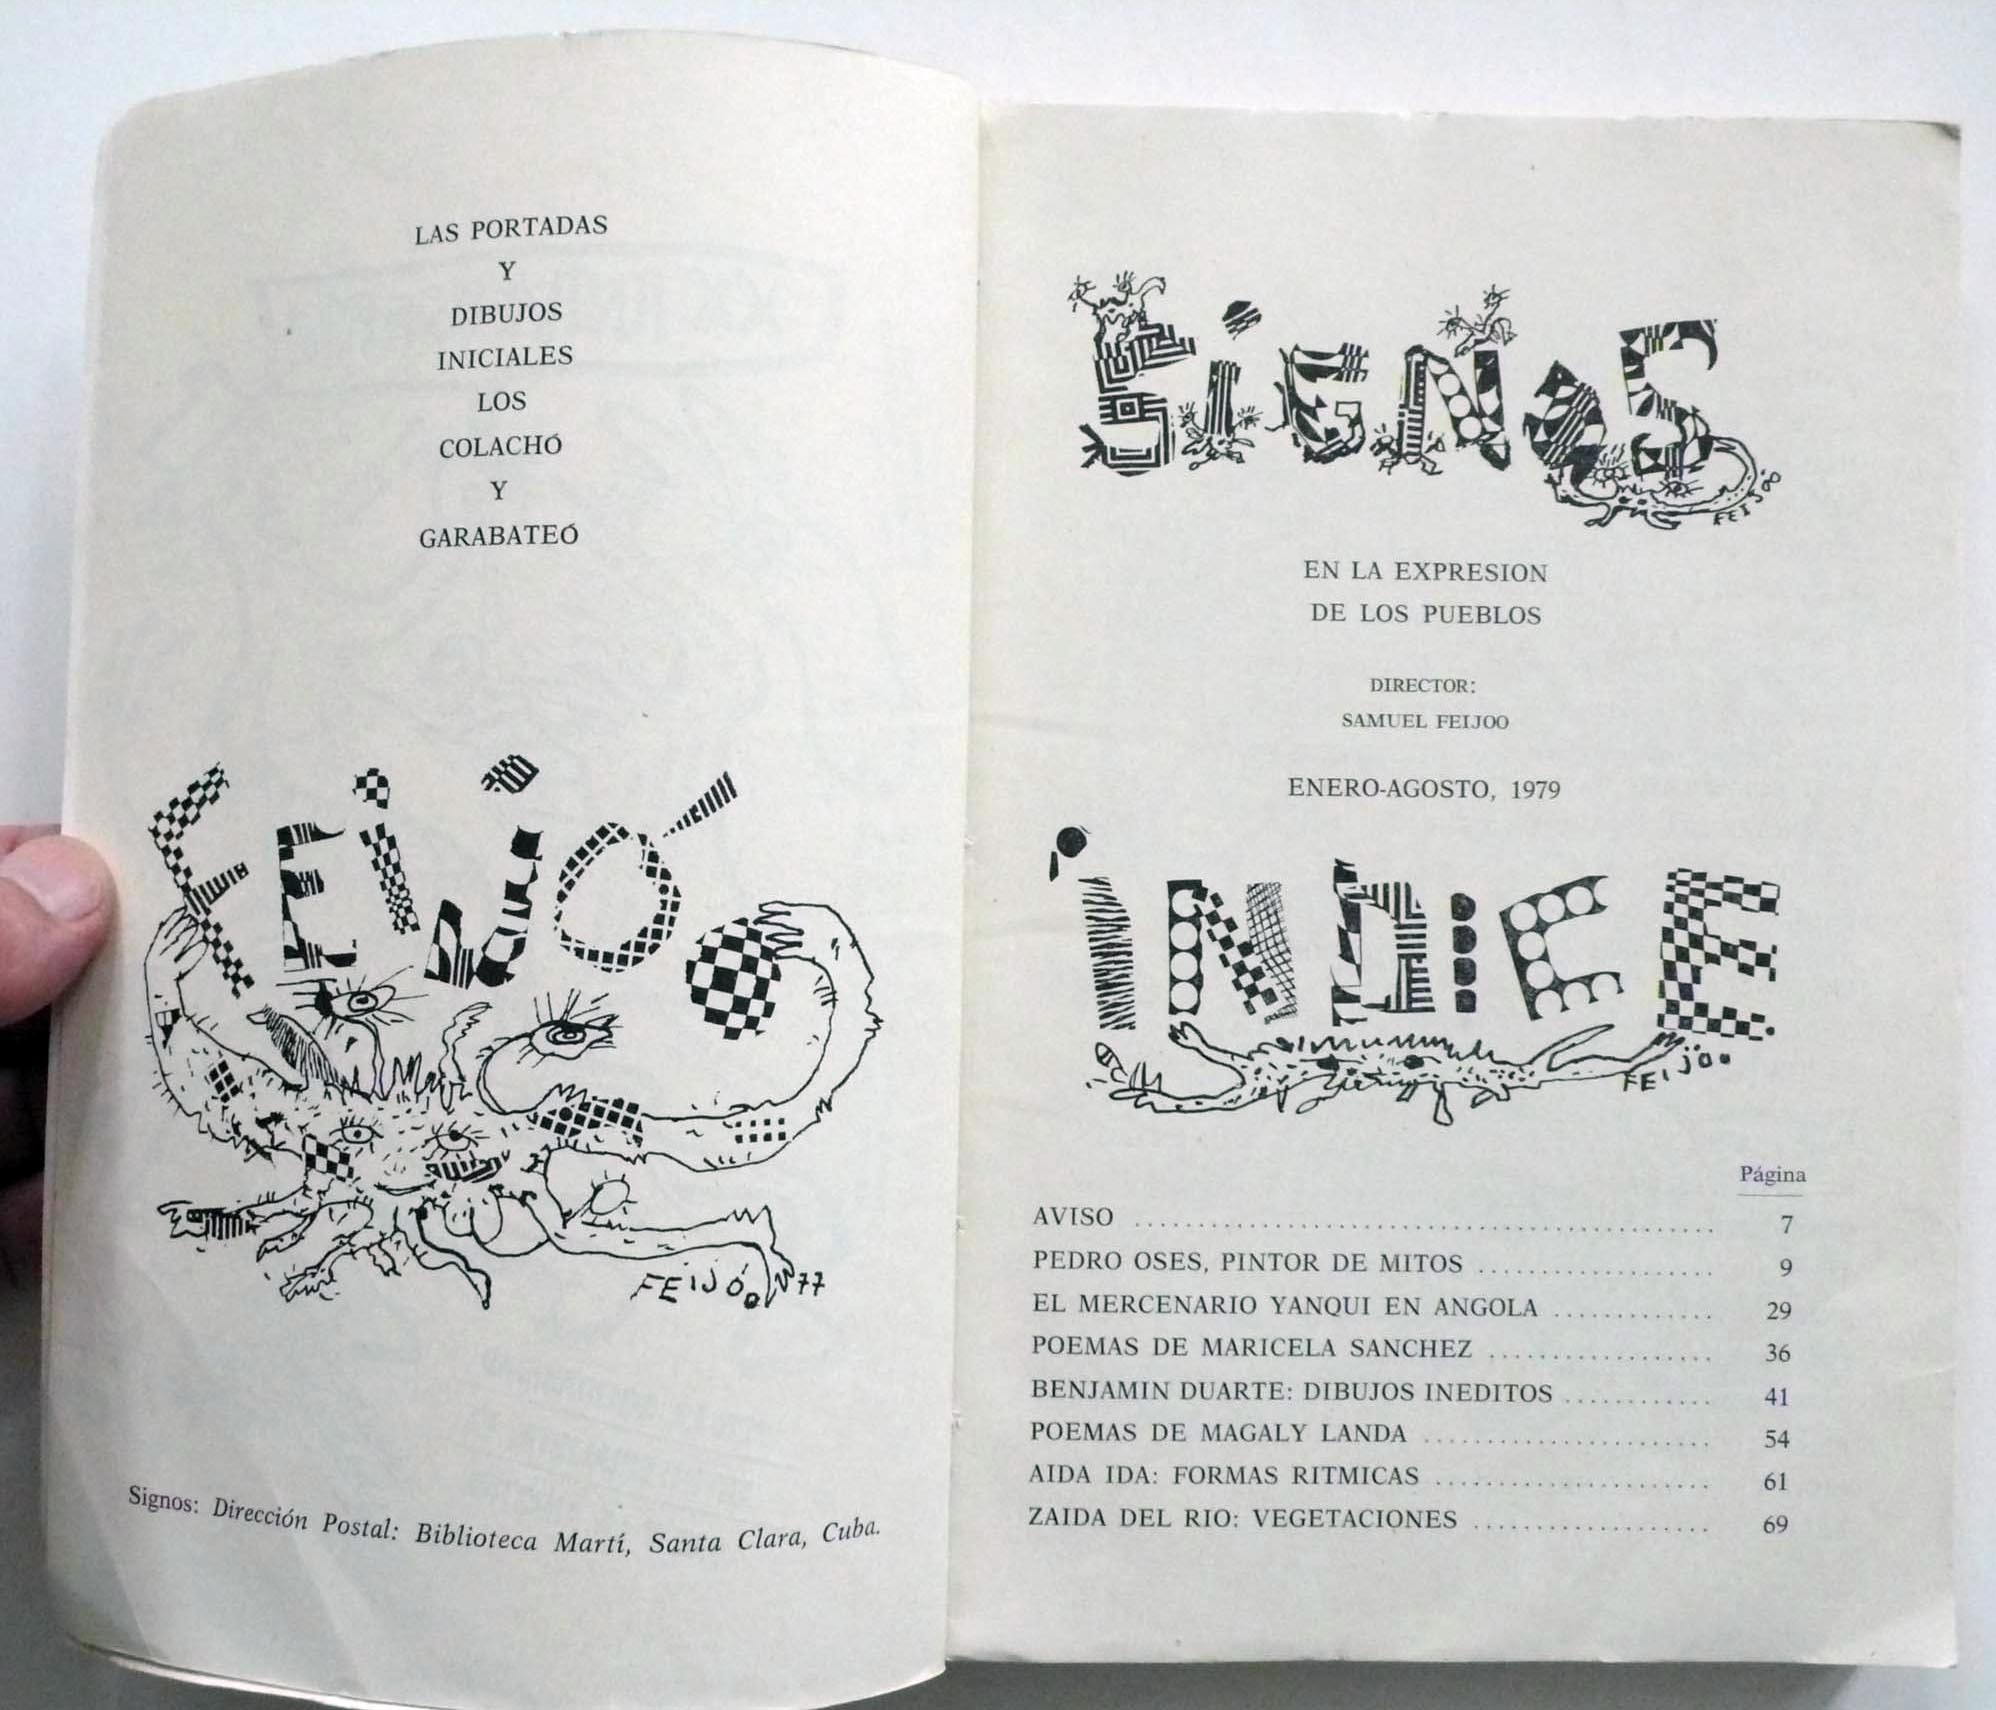 LAS PORTADAS
Y
DIBUJOS
INICIALES
LOS
COLACHÓ
Y
GARABATEÓ
FEIJÓO
FEIJÓO 77
Signos: Dirección Postal: Biblioteca Martí, Santa Clara, Cuba.
SiGNoS
FEIJÓO
EN LA EXPRESION
DE LOS PUEBLOS
DIRECTOR:
SAMUEL FEIJOO
ENERO-AGOSTO, 1979
íNDICE
FEIJOO
Página
AVISO ............................................ 7
PEDRO OSES, PINTOR DE MITOS ................... 9
EL MERCENARIO YANQUI EN ANGOLA ............. 29
POEMAS DE MARICELA SANCHEZ .................. 36
BENJAMIN DUARTE: DIBUJOS INEDITOS ............ 41
POEMAS DE MAGALY LANDA ....................... 54
AIDA IDA: FORMAS RITMICAS ...................... 61
ZAIDA DEL RIO: VEGETACIONES ................... 69